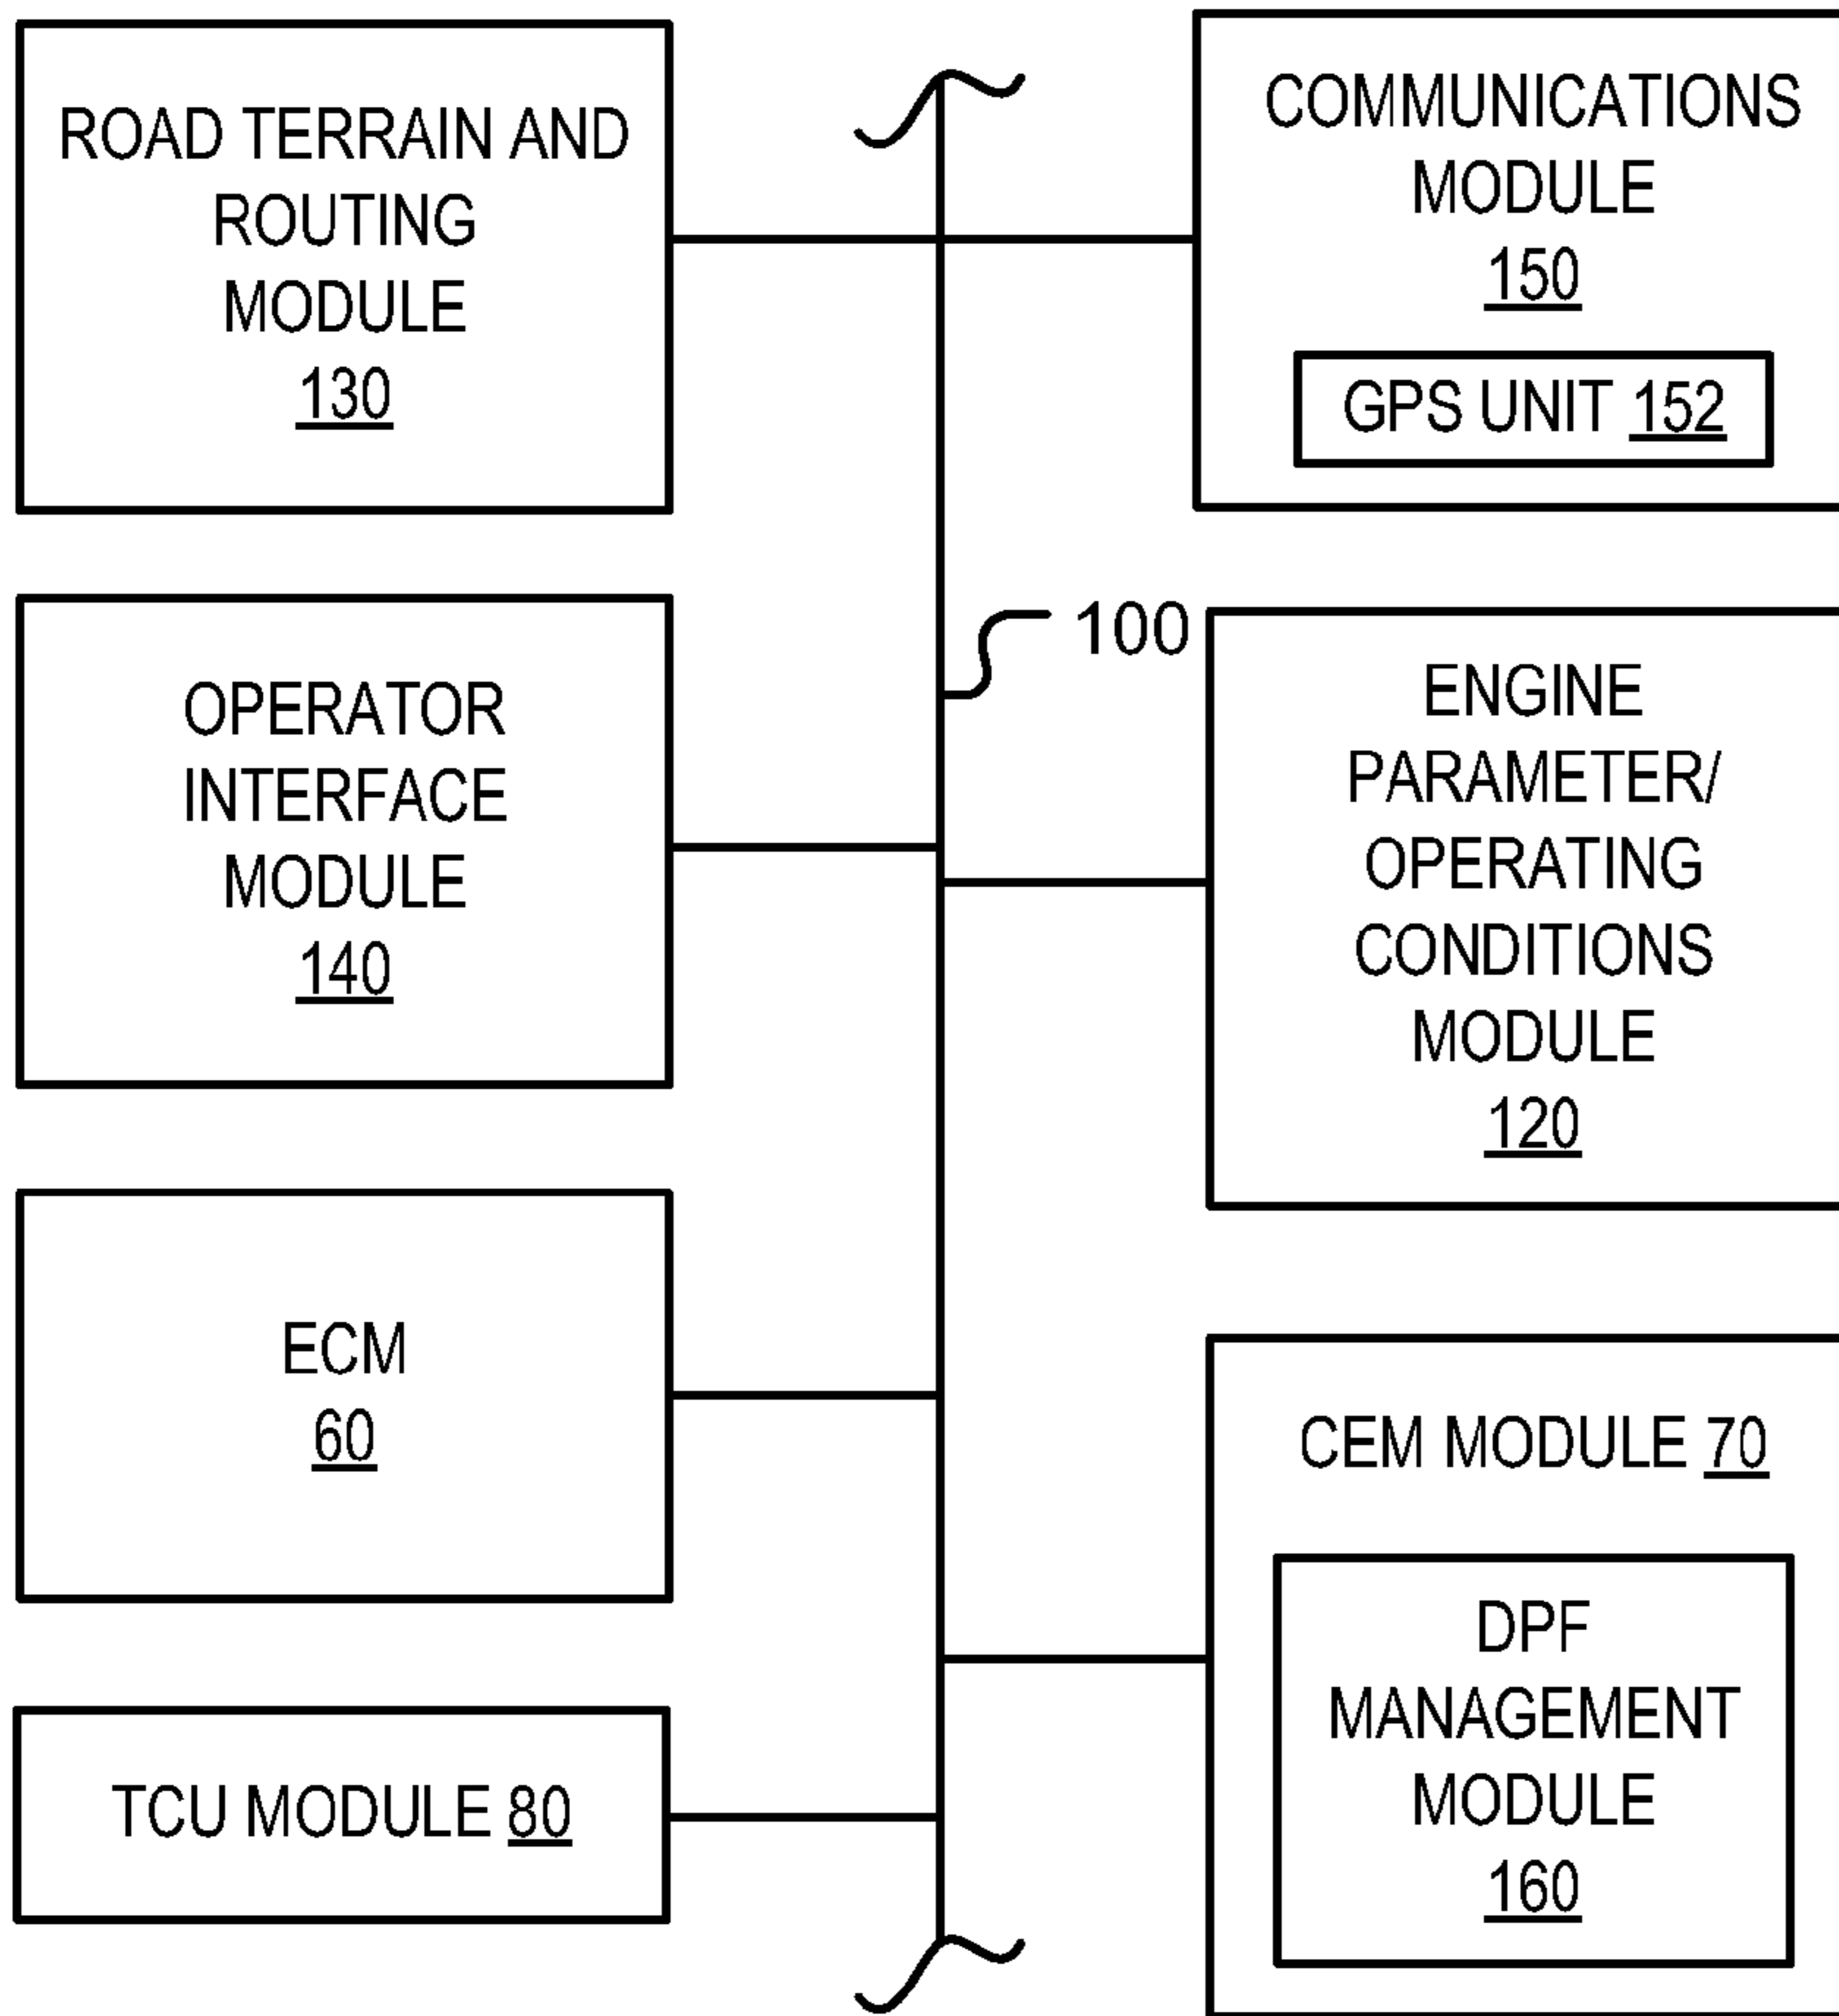 ROAD TERRAIN AND
ROUTING
MODULE
130
COMMUNICATIONS
MODULE
150
GPS UNIT 152
OPERATOR
INTERFACE
MODULE
140
100
ENGINE
PARAMETER/
OPERATING
CONDITIONS
MODULE
120
ECM
60
CEM MODULE 70
DPF
MANAGEMENT
MODULE
160
TCU MODULE 80